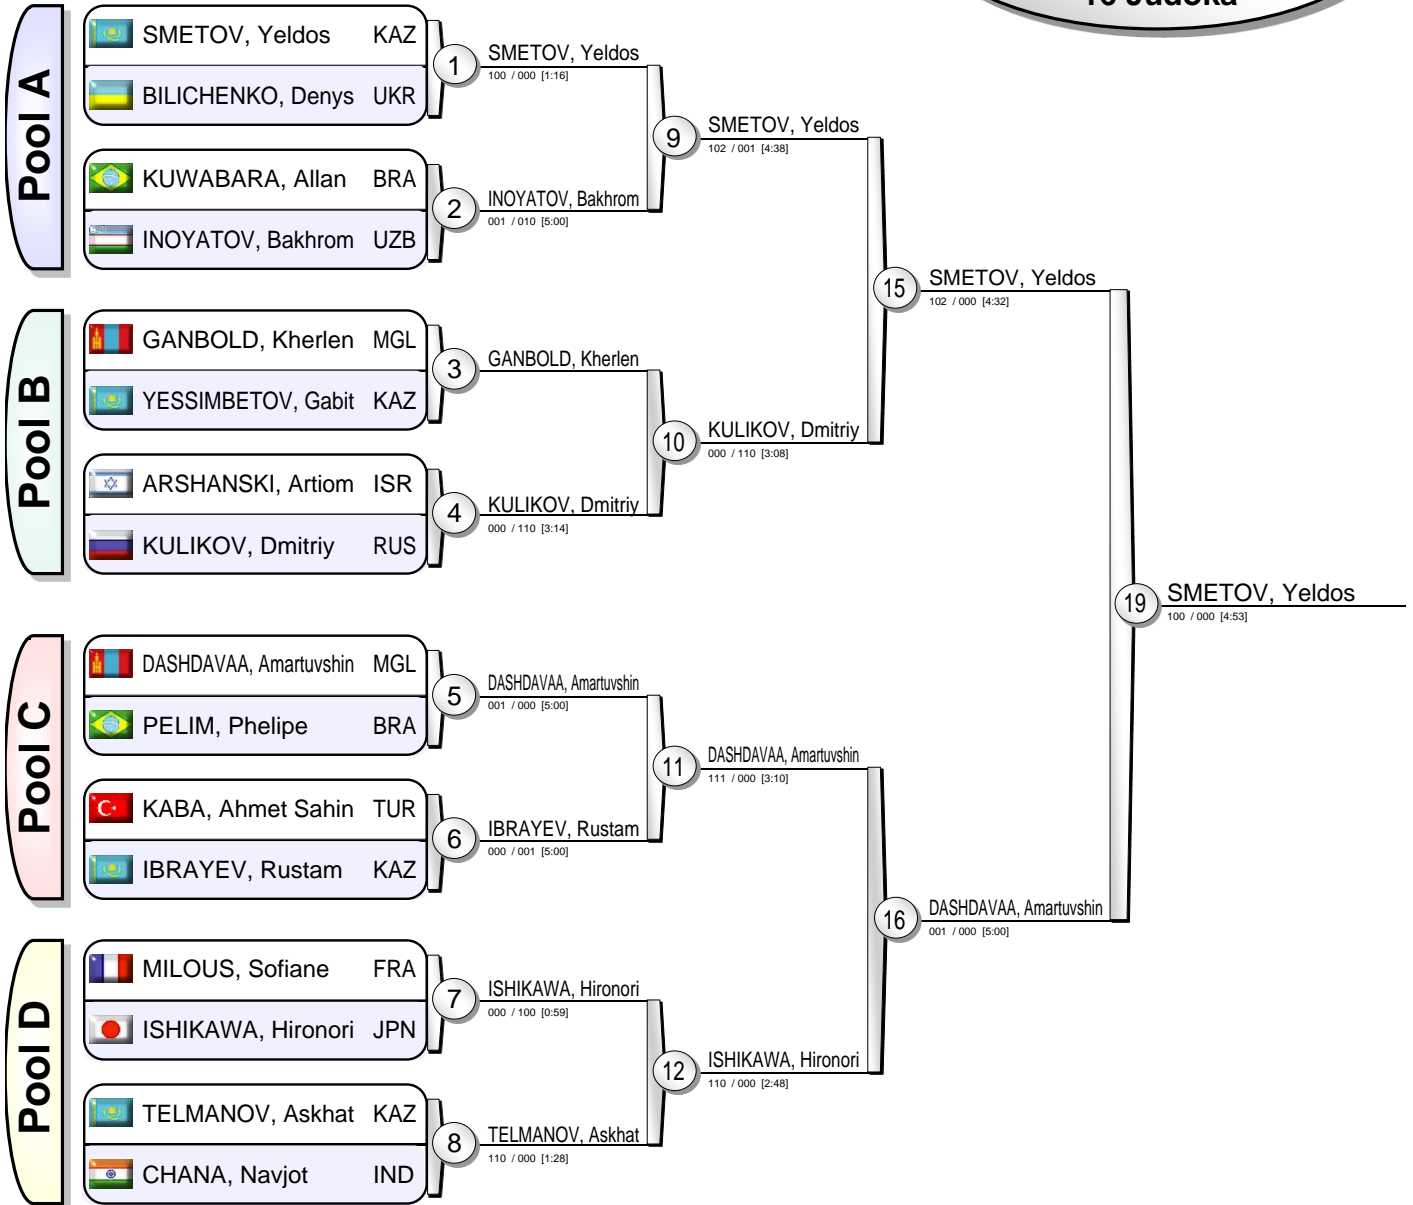 16 Judoka
Pool A
SMETOV, Yeldos KAZ
BILICHENKO, Denys UKR
1
SMETOV, Yeldos
100 / 000 [1:16]
KUWABARA, Allan BRA
INOYATOV, Bakhrom UZB
2
INOYATOV, Bakhrom
001 / 010 [5:00]
9
SMETOV, Yeldos
102 / 001 [4:38]
Pool B
GANBOLD, Kherlen MGL
YESSIMBETOV, Gabit KAZ
3
GANBOLD, Kherlen
ARSHANSKI, Artiom ISR
KULIKOV, Dmitriy RUS
4
KULIKOV, Dmitriy
000 / 110 [3:14]
10
KULIKOV, Dmitriy
000 / 110 [3:08]
15
SMETOV, Yeldos
102 / 000 [4:32]
Pool C
DASHDAVAA, Amartuvshin MGL
PELIM, Phelipe BRA
5
DASHDAVAA, Amartuvshin
001 / 000 [5:00]
KABA, Ahmet Sahin TUR
IBRAYEV, Rustam KAZ
6
IBRAYEV, Rustam
000 / 001 [5:00]
11
DASHDAVAA, Amartuvshin
111 / 000 [3:10]
Pool D
MILOUS, Sofiane FRA
ISHIKAWA, Hironori JPN
7
ISHIKAWA, Hironori
000 / 100 [0:59]
TELMANOV, Askhat KAZ
CHANA, Navjot IND
8
TELMANOV, Askhat
110 / 000 [1:28]
12
ISHIKAWA, Hironori
110 / 000 [2:48]
16
DASHDAVAA, Amartuvshin
001 / 000 [5:00]
19
SMETOV, Yeldos
100 / 000 [4:53]